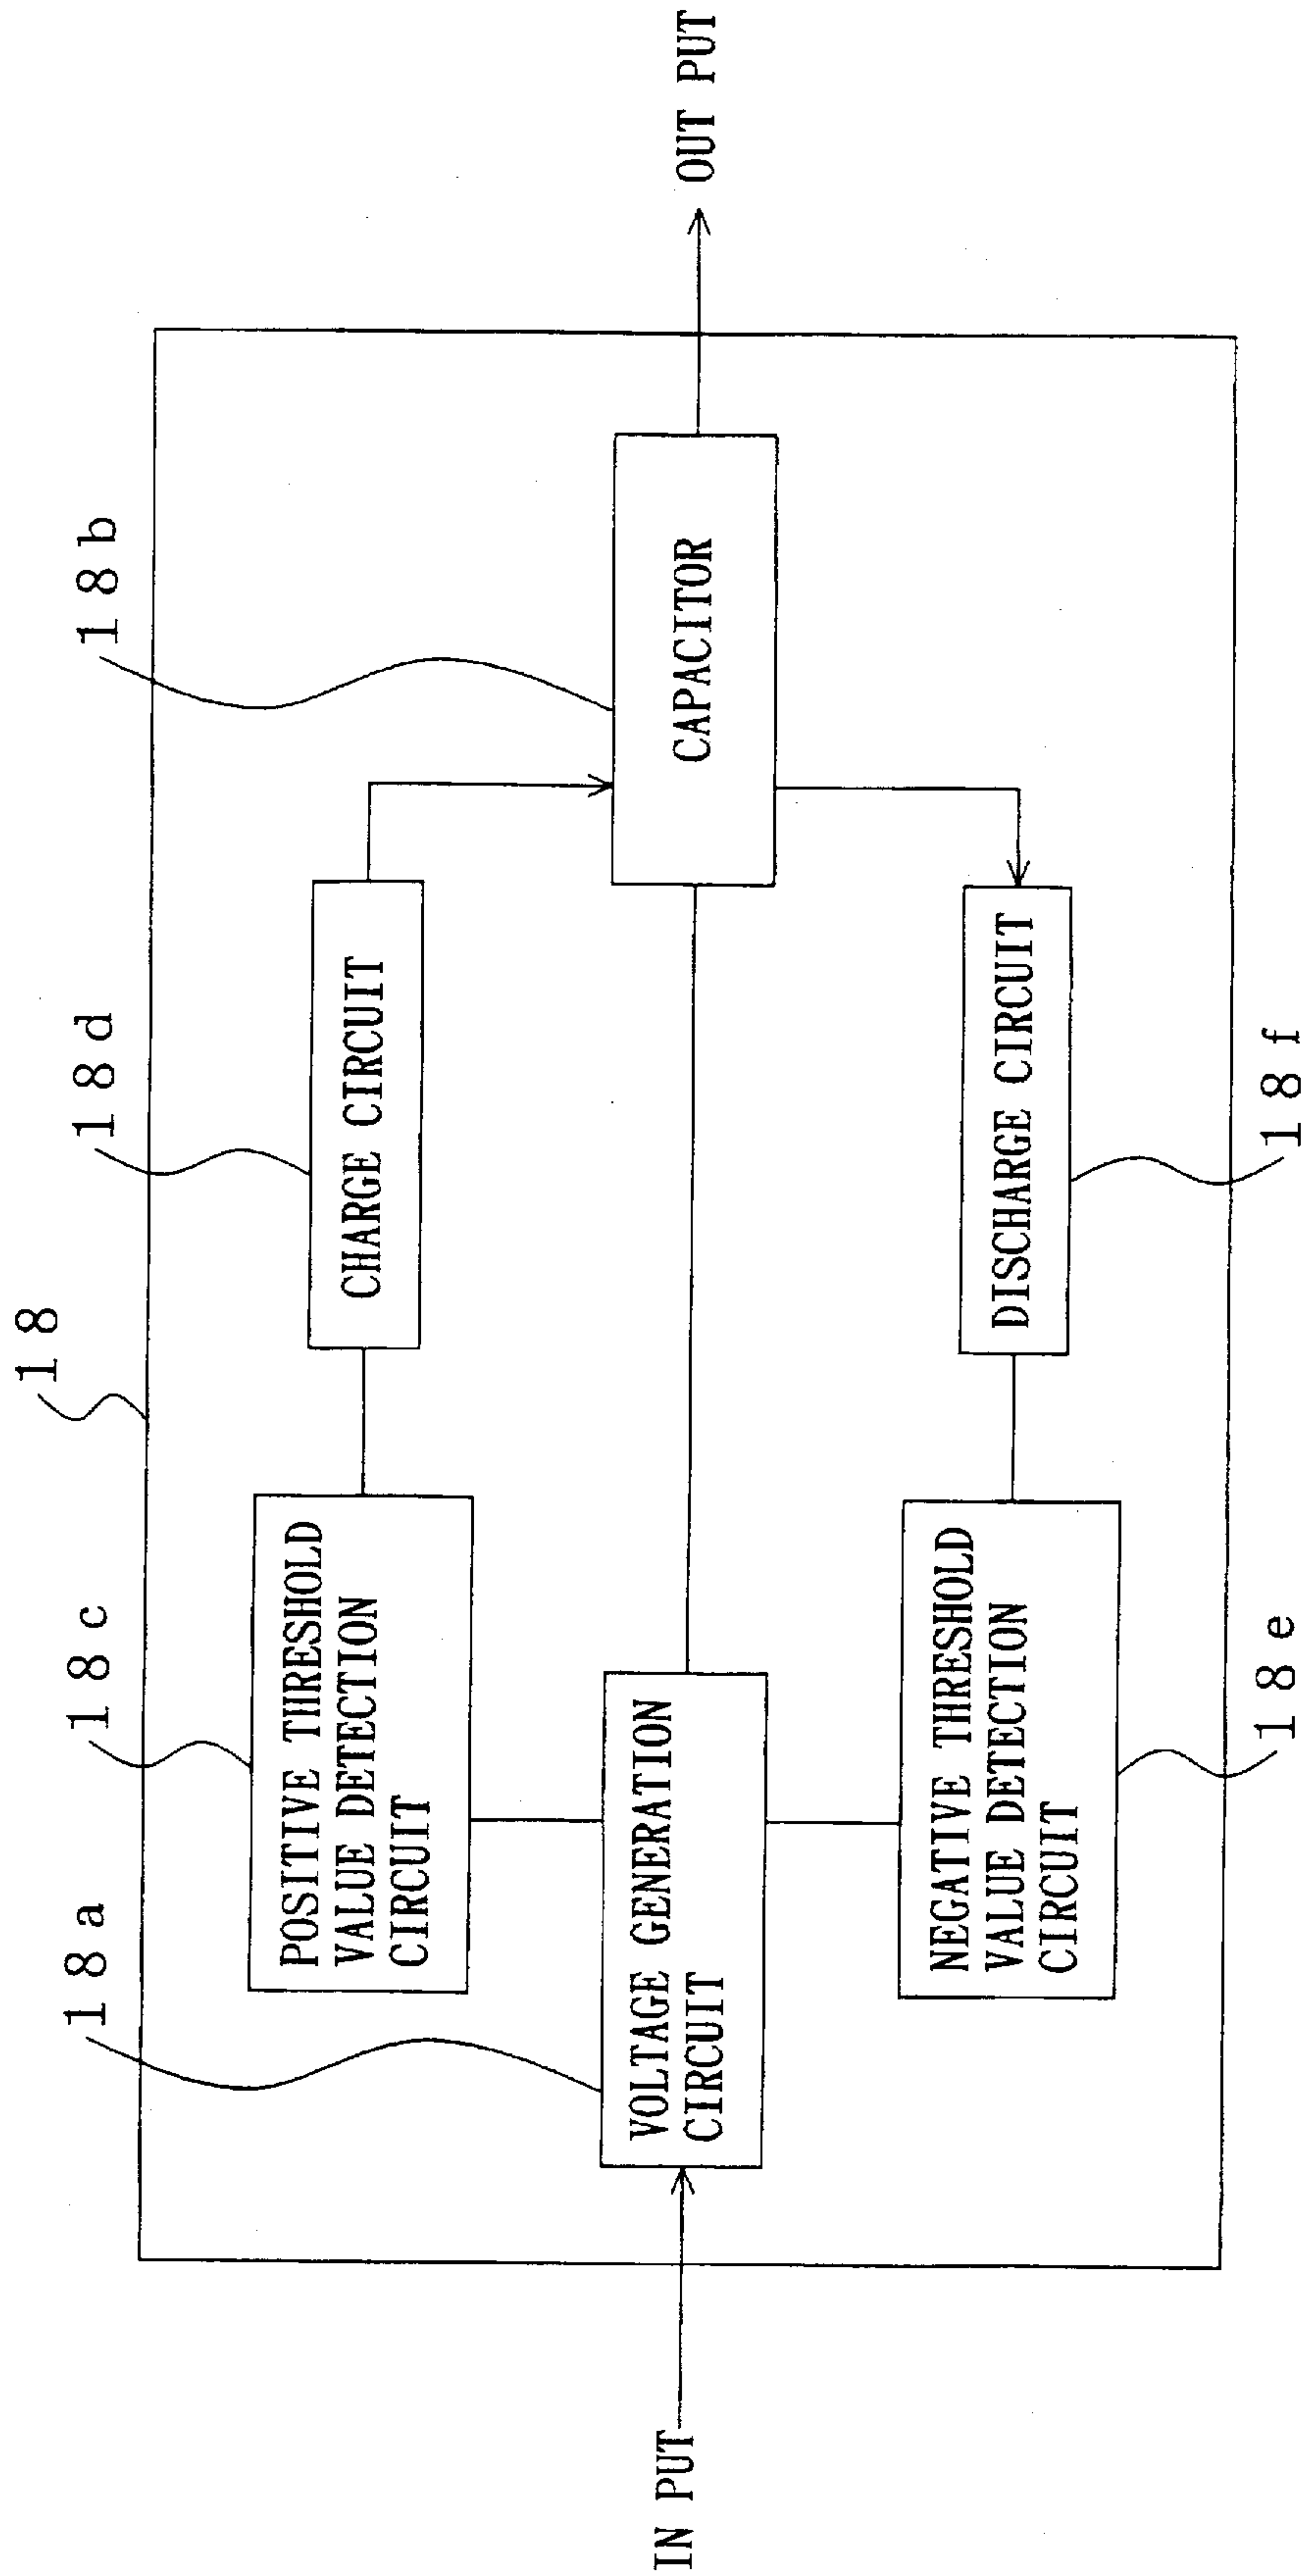 18
18a
18c
18d
18b
POSITIVE THRESHOLD
VALUE DETECTION
CIRCUIT
CHARGE CIRCUIT
IN PUT
VOLTAGE GENERATION
CIRCUIT
CAPACITOR
OUT PUT
NEGATIVE THRESHOLD
VALUE DETECTION
CIRCUIT
DISCHARGE CIRCUIT
18e
18f